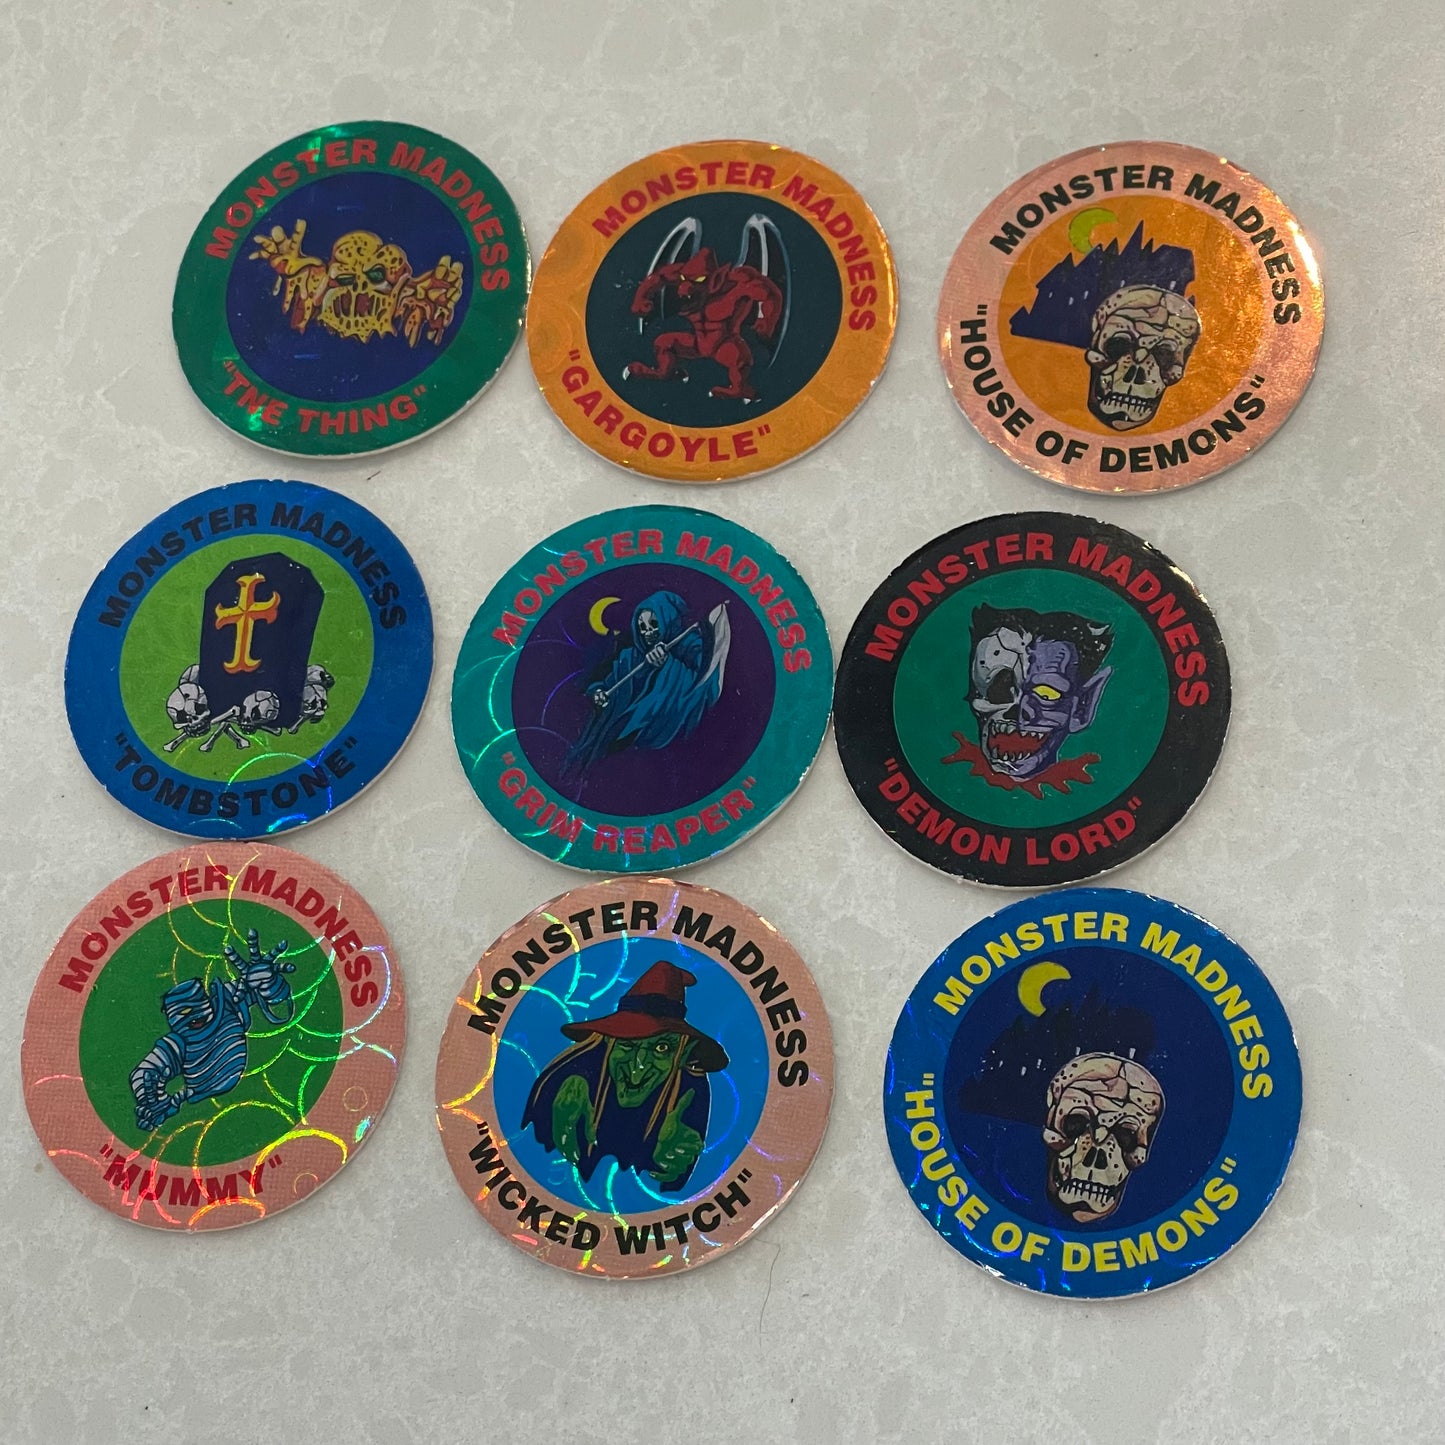 MONSTER MADNESS
"TNE THING"
MONSTER MADNESS
"GARGOYLE"
MONSTER MADNESS
"HOUSE OF DEMONS"
MONSTER MADNESS
"TOMBSTONE"
MONSTER MADNESS
"GRIM REAPER"
MONSTER MADNESS
"DEMON LORD"
MONSTER MADNESS
"MUMMY"
MONSTER MADNESS
"WICKED WITCH"
MONSTER MADNESS
"HOUSE OF DEMONS"